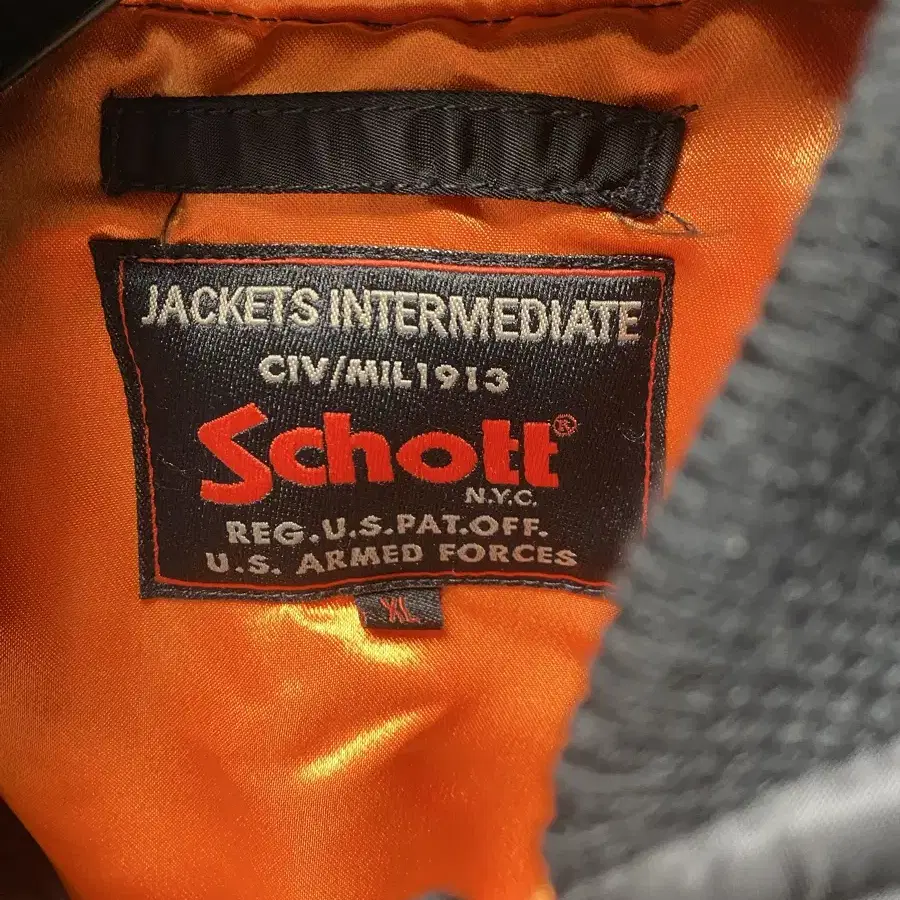 JACKETS INTERMEDIATE
CIV/MIL1913
Schott®
N.Y.C.
REG.U.S.PAT.OFF.
U.S. ARMED FORCES
XL